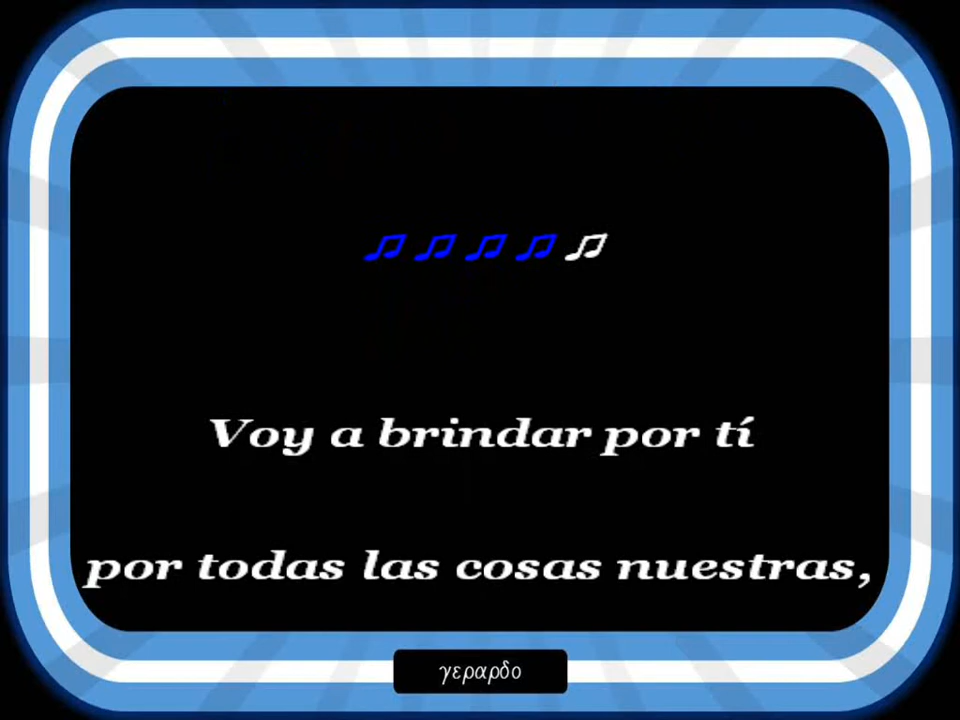 ♫ ♫ ♫ ♫ ♫
Voy a brindar por tí
por todas las cosas nuestras,
γεραρδο